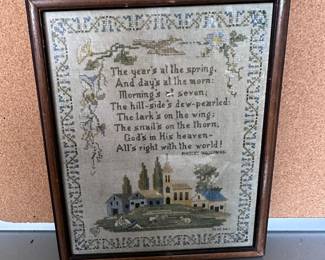 The year's at the spring,
And day's at the morn:
Morning's at seven;
The hill-side's dew-pearled:
The lark's on the wing;
The snail's on the thorn,
God's in His heaven-
All's right with the world!